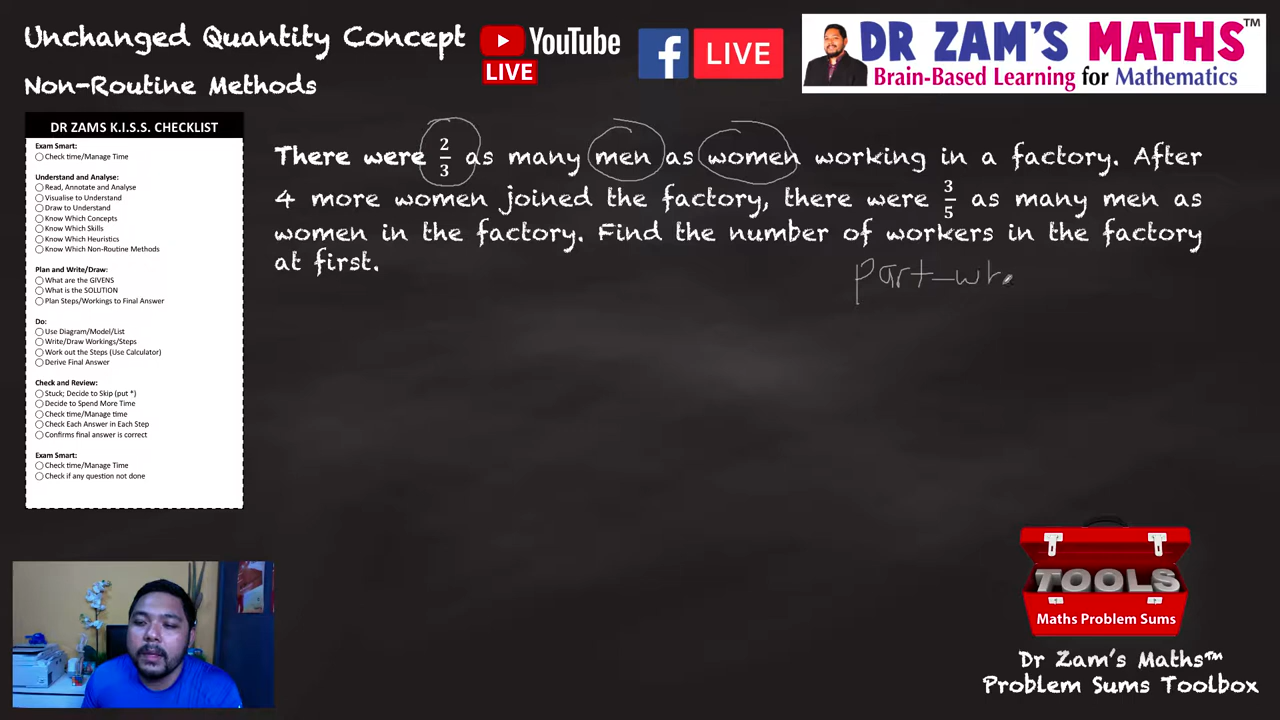 Unchanged Quantity Concept
Non-Routine Methods
YouTube
LIVE
f
LIVE
DR ZAM'S MATHS™
Brain-Based Learning for Mathematics
DR ZAMS K.I.S.S. CHECKLIST
Exam Smart:
Check time/Manage Time
Understand and Analyse:
Read, Annotate and Analyse
Visualise to Understand
Draw to Understand
Know Which Concepts
Know Which Skills
Know Which Heuristics
Know Which Non-Routine Methods
Plan and Write/Draw:
What are the GIVENS
What is the SOLUTION
Plan Steps/Workings to Final Answer
Do:
Use Diagram/Model/List
Write/Draw Workings/Steps
Work out the Steps (Use Calculator)
Derive Final Answer
Check and Review:
Stuck; Decide to Skip (put *)
Decide to Spend More Time
Check time/Manage time
Check Each Answer in Each Step
Confirms final answer is correct
Exam Smart:
Check time/Manage Time
Check if any question not done
There were 2/3 as many men as women working in a factory. After
4 more women joined the factory, there were 3/5 as many men as
women in the factory. Find the number of workers in the factory
at first.
part-
TOOLS
Maths Problem Sums
Dr Zam's Maths™
Problem Sums Toolbox